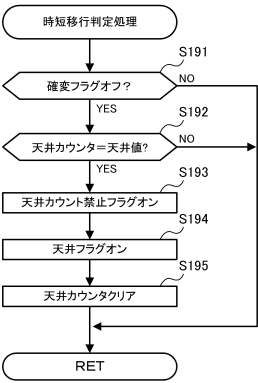 時短移行判定処理
S191
確変フラグオフ？
NO
YES
S192
天井カウンタ＝天井値?
NO
YES
S193
天井カウント禁止フラグオン
S194
天井フラグオン
S195
天井カウンタクリア
RET